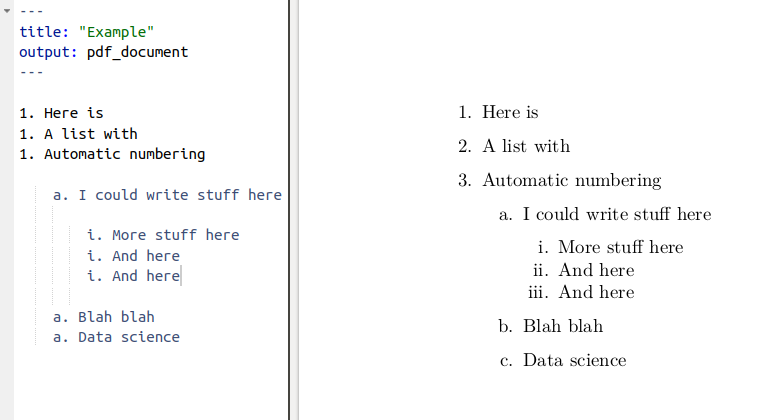 ---
title: "Example"
output: pdf_document
---
1. Here is
1. A list with
1. Automatic numbering
a. I could write stuff here
i. More stuff here
i. And here
i. And here
a. Blah blah
a. Data science
1. Here is
2. A list with
3. Automatic numbering
a. I could write stuff here
i. More stuff here
ii. And here
iii. And here
b. Blah blah
c. Data science